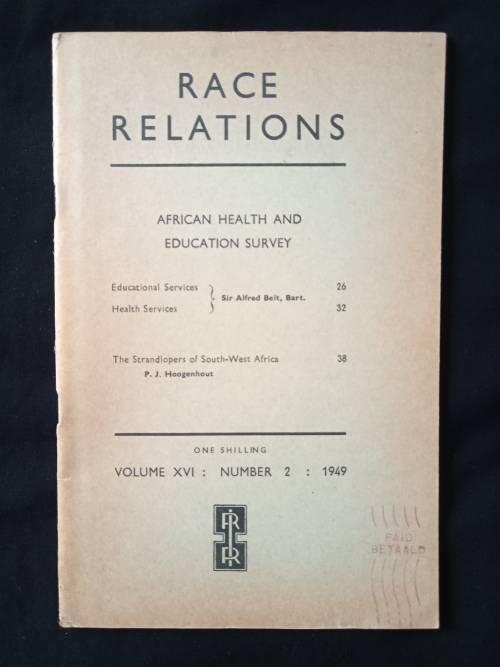 RACE
RELATIONS
AFRICAN HEALTH AND
EDUCATION SURVEY
Educational Services 26
Sir Alfred Beit, Bart.
Health Services 32
The Strandlopers of South-West Africa 38
P. J. Hoogenhout
ONE SHILLING
VOLUME XVI : NUMBER 2 : 1949
PAID
BETAALD